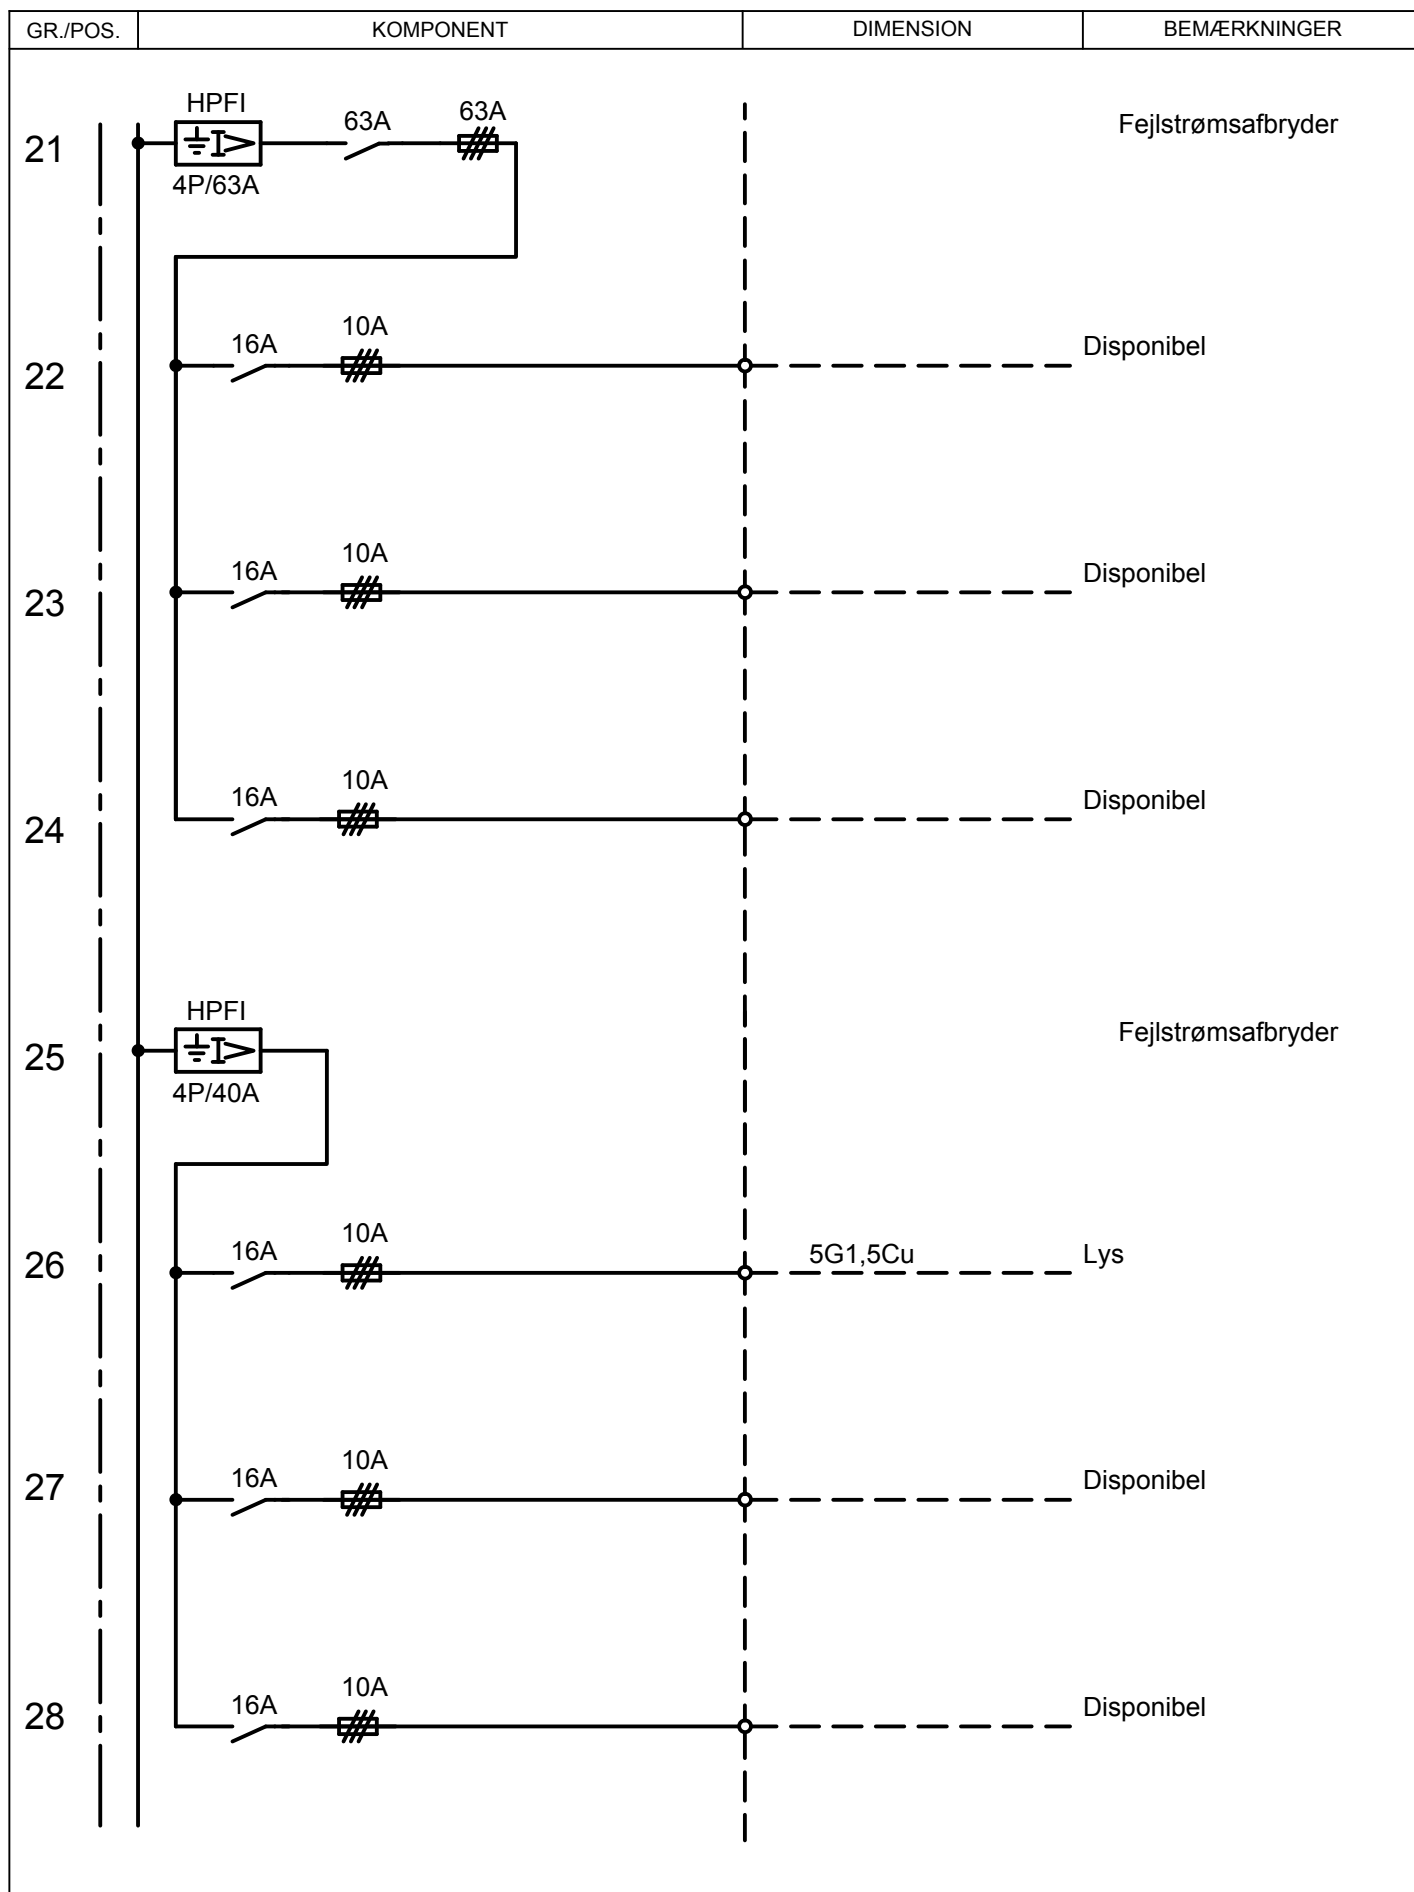 GR./POS. KOMPONENT DIMENSION BEMÆRKNINGER
HPFI 63A 63A Fejlstrømsafbryder
21
4P/63A
16A 10A Disponibel
22
16A 10A Disponibel
23
16A 10A Disponibel
24
HPFI Fejlstrømsafbryder
25
4P/40A
16A 10A 5G1,5Cu Lys
26
16A 10A Disponibel
27
16A 10A Disponibel
28